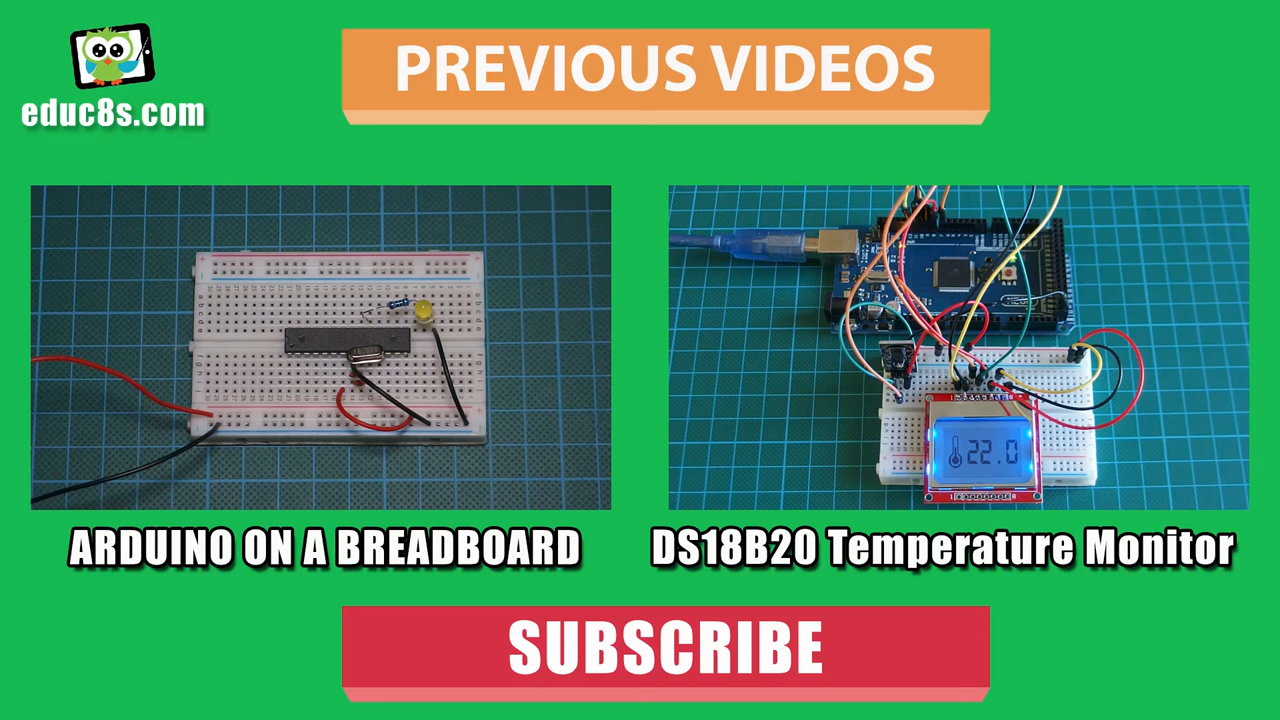 educ8s.com
PREVIOUS VIDEOS
22.0
ARDUINO ON A BREADBOARD
DS18B20 Temperature Monitor
SUBSCRIBE